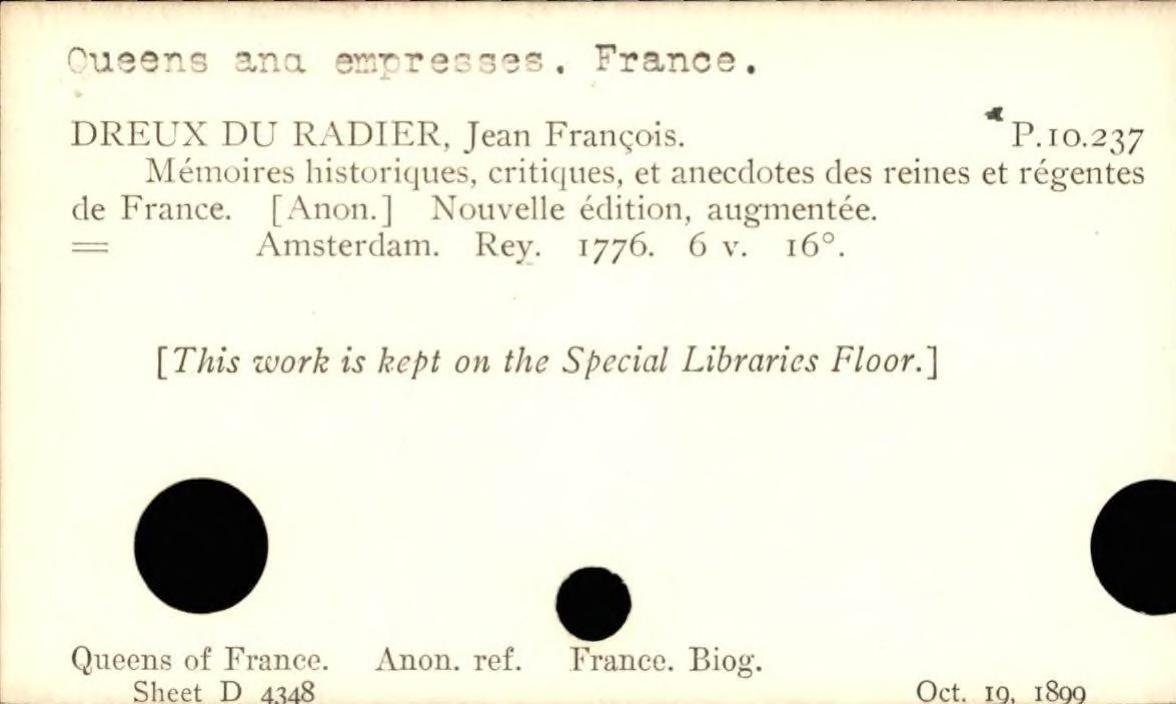 Queens and empresses. France.
DREUX DU RADIER, Jean François. *P.10.237
Mémoires historiques, critiques, et anecdotes des reines et régentes
de France. [Anon.] Nouvelle édition, augmentée.
= Amsterdam. Rey. 1776. 6 v. 16°.
[This work is kept on the Special Libraries Floor.]
Queens of France. Anon. ref. France. Biog.
Sheet D 4348 Oct. 19, 1899